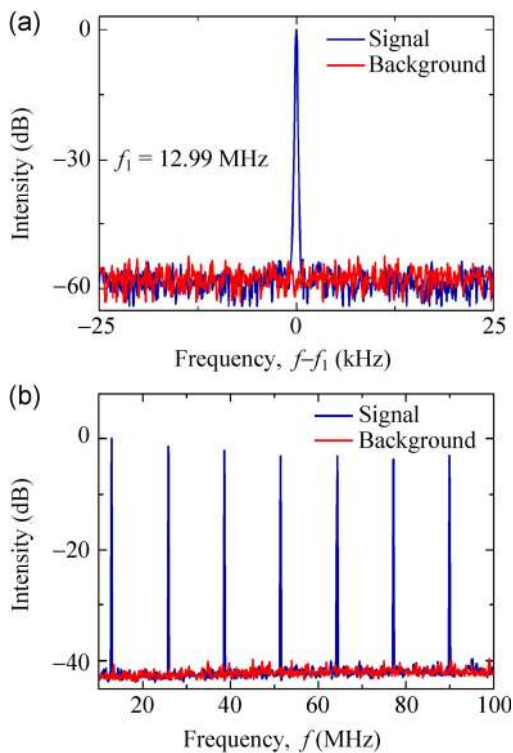 (a)
0
Signal
Background
Intensity (dB)
−30
f₁ = 12.99 MHz
−60
−25
0
25
Frequency, f−f₁ (kHz)
(b)
Signal
Background
0
Intensity (dB)
−20
−40
20
40
60
80
100
Frequency, f (MHz)